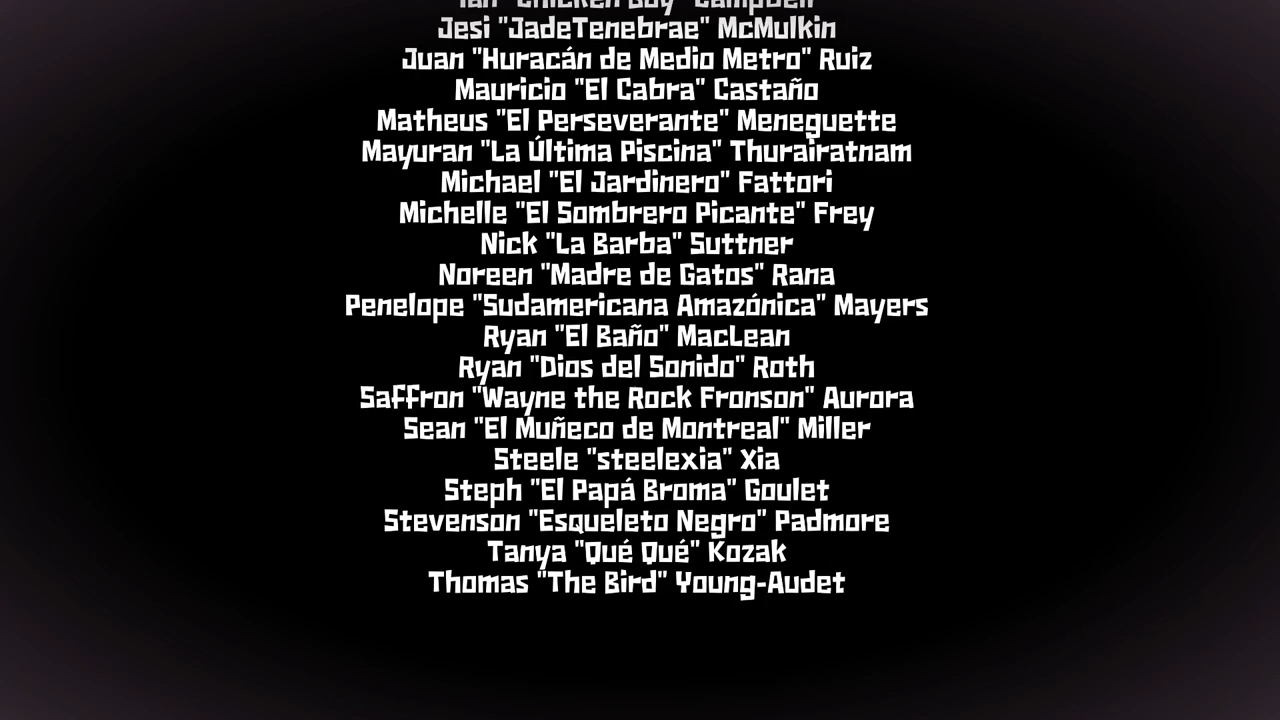 Ian "Chicken Boy" Campbell
Jesi "JadeTenebrae" McMulkin
Juan "Huracán de Medio Metro" Ruiz
Mauricio "El Cabra" Castaño
Matheus "El Perseverante" Meneguette
Mayuran "La Última Piscina" Thurairatnam
Michael "El Jardinero" Fattori
Michelle "El Sombrero Picante" Frey
Nick "La Barba" Suttner
Noreen "Madre de Gatos" Rana
Penelope "Sudamericana Amazónica" Mayers
Ryan "El Baño" MacLean
Ryan "Dios del Sonido" Roth
Saffron "Wayne the Rock Fronson" Aurora
Sean "El Muñeco de Montreal" Miller
Steele "steelexia" Xia
Steph "El Papá Broma" Goulet
Stevenson "Esqueleto Negro" Padmore
Tanya "Qué Qué" Kozak
Thomas "The Bird" Young-Audet